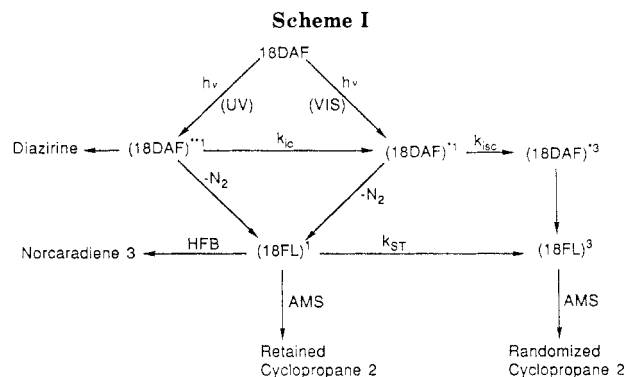 Scheme I
18DAF
hν hν
(UV) (VIS)
Diazirine (18DAF)**1 kic (18DAF)*1 kisc (18DAF)*3
-N2 -N2
Norcaradiene 3 HFB (18FL)1 kST (18FL)3
AMS AMS
Retained Randomized
Cyclopropane 2 Cyclopropane 2